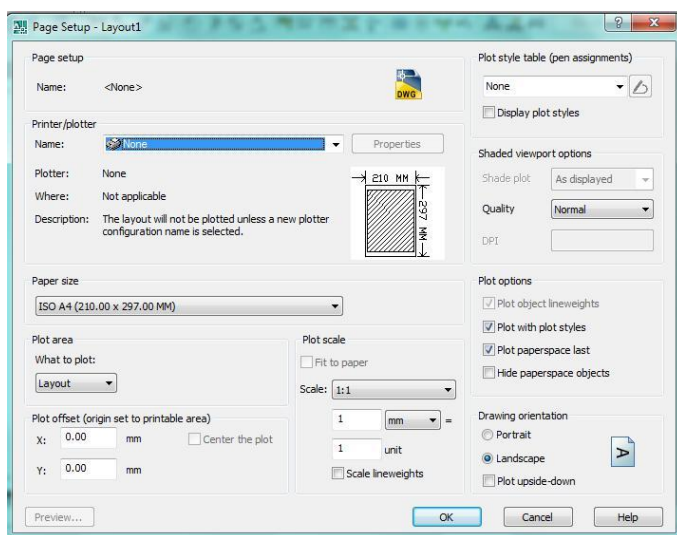 Page Setup - Layout1
Page setup
Name: <None>
DWG
Printer/plotter
Name: None
Properties
Plotter: None
Where: Not applicable
Description: The layout will not be plotted unless a new plotter
configuration name is selected.
210 MM
297 MM
Paper size
ISO A4 (210.00 x 297.00 MM)
Plot area
What to plot:
Layout
Plot offset (origin set to printable area)
X: 0.00 mm
Center the plot
Y: 0.00 mm
Plot scale
Fit to paper
Scale: 1:1
1 mm =
1 unit
Scale lineweights
Plot style table (pen assignments)
None
Display plot styles
Shaded viewport options
Shade plot As displayed
Quality Normal
DPI
Plot options
Plot object lineweights
Plot with plot styles
Plot paperspace last
Hide paperspace objects
Drawing orientation
Portrait
Landscape
A
Plot upside-down
Preview...
OK
Cancel
Help